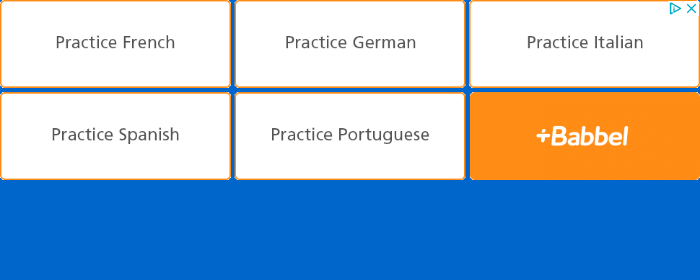 Practice French
Practice German
Practice Italian
Practice Spanish
Practice Portuguese
+Babbel